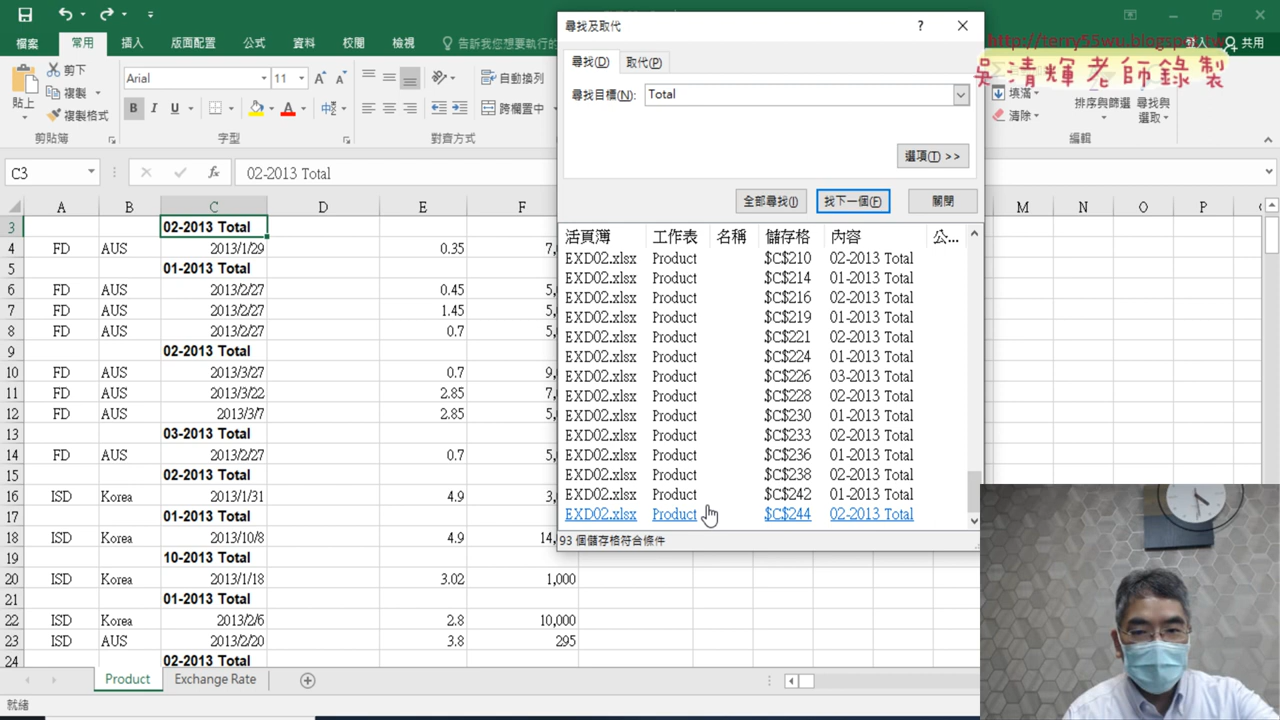 尋找及取代
檔案 常用 插入 版面配置 公式 資料 校閱 檢視 告訴我您想要執行的 登入 共用
http://terry55wu.blogspot.tw
吳清輝老師錄製
貼上 剪下 複製 複製格式
剪貼簿
Arial 11
B I U A
字型
自動換列
跨欄置中
對齊方式
填滿 清除 排序與篩選 尋找與選取
編輯
C3 fx 02-2013 Total
A B C D E F M N O P
3 02-2013 Total
4 FD AUS 2013/1/29 0.35
5 01-2013 Total
6 FD AUS 2013/2/27 0.45
7 FD AUS 2013/2/27 1.45
8 FD AUS 2013/2/27 0.7
9 02-2013 Total
10 FD AUS 2013/3/27 0.7
11 FD AUS 2013/3/22 2.85
12 FD AUS 2013/3/7 2.85
13 03-2013 Total
14 FD AUS 2013/2/27 0.7
15 02-2013 Total
16 ISD Korea 2013/1/31 4.9
17 01-2013 Total
18 ISD Korea 2013/10/8 4.9
19 10-2013 Total
20 ISD Korea 2013/1/18 3.02 1,000
21 01-2013 Total
22 ISD Korea 2013/2/6 2.8 10,000
23 ISD AUS 2013/2/20 3.8 295
24 02-2013 Total
尋找(D) 取代(P)
尋找目標(N): Total
選項(T) >>
全部尋找(I) 找下一個(F) 關閉
活頁簿 工作表 名稱 儲存格 內容 公...
EXD02.xlsx Product $C$210 02-2013 Total
EXD02.xlsx Product $C$214 01-2013 Total
EXD02.xlsx Product $C$216 02-2013 Total
EXD02.xlsx Product $C$219 01-2013 Total
EXD02.xlsx Product $C$221 02-2013 Total
EXD02.xlsx Product $C$224 01-2013 Total
EXD02.xlsx Product $C$226 03-2013 Total
EXD02.xlsx Product $C$228 02-2013 Total
EXD02.xlsx Product $C$230 01-2013 Total
EXD02.xlsx Product $C$233 02-2013 Total
EXD02.xlsx Product $C$236 01-2013 Total
EXD02.xlsx Product $C$238 02-2013 Total
EXD02.xlsx Product $C$242 01-2013 Total
EXD02.xlsx Product $C$244 02-2013 Total
93 個儲存格符合條件
Product Exchange Rate
就緒